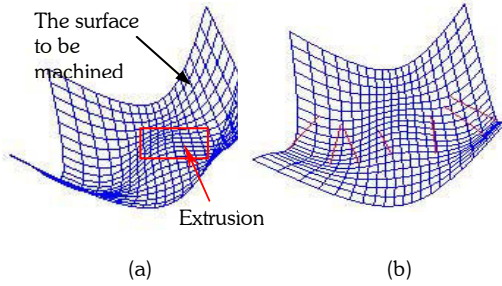 The surface
to be
machined
Extrusion
(a)
(b)